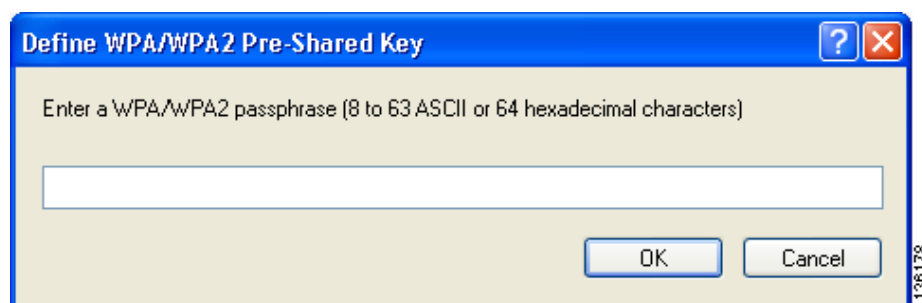 Define WPA/WPA2 Pre-Shared Key
Enter a WPA/WPA2 passphrase (8 to 63 ASCII or 64 hexadecimal characters)
OK
Cancel